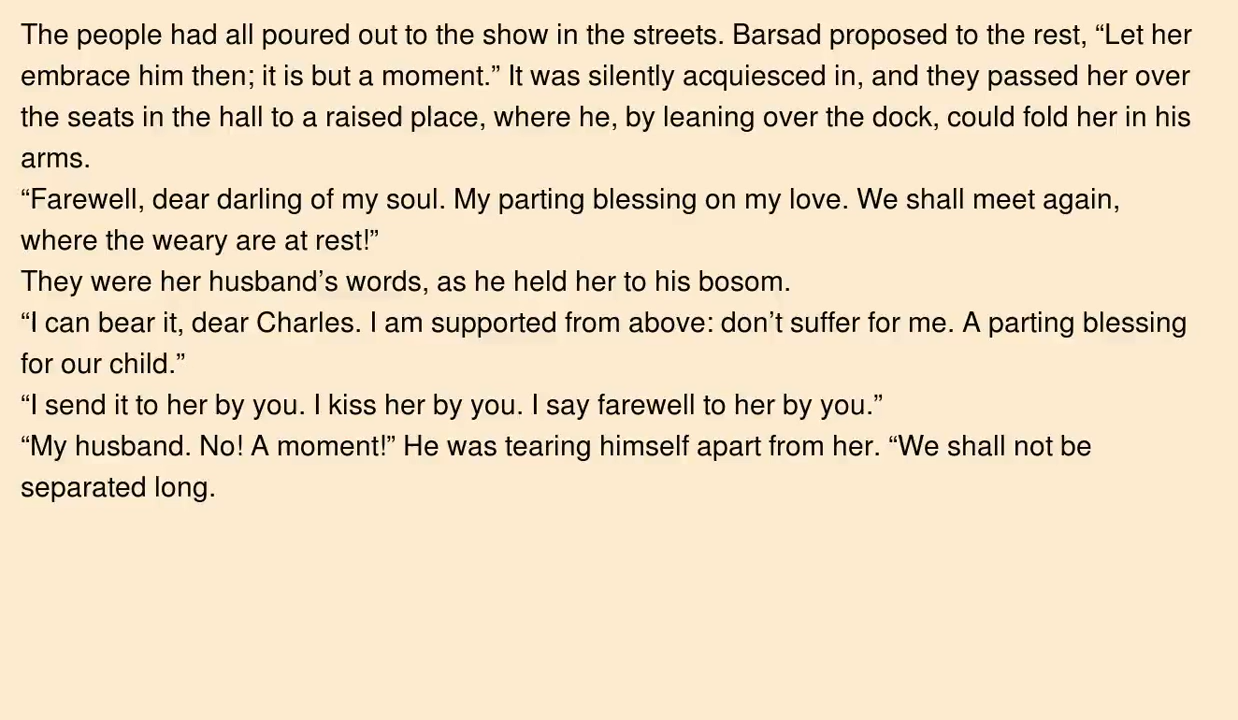 The people had all poured out to the show in the streets. Barsad proposed to the rest, “Let her
embrace him then; it is but a moment.” It was silently acquiesced in, and they passed her over
the seats in the hall to a raised place, where he, by leaning over the dock, could fold her in his
arms.
“Farewell, dear darling of my soul. My parting blessing on my love. We shall meet again,
where the weary are at rest!”
They were her husband’s words, as he held her to his bosom.
“I can bear it, dear Charles. I am supported from above: don’t suffer for me. A parting blessing
for our child.”
“I send it to her by you. I kiss her by you. I say farewell to her by you.”
“My husband. No! A moment!” He was tearing himself apart from her. “We shall not be
separated long.